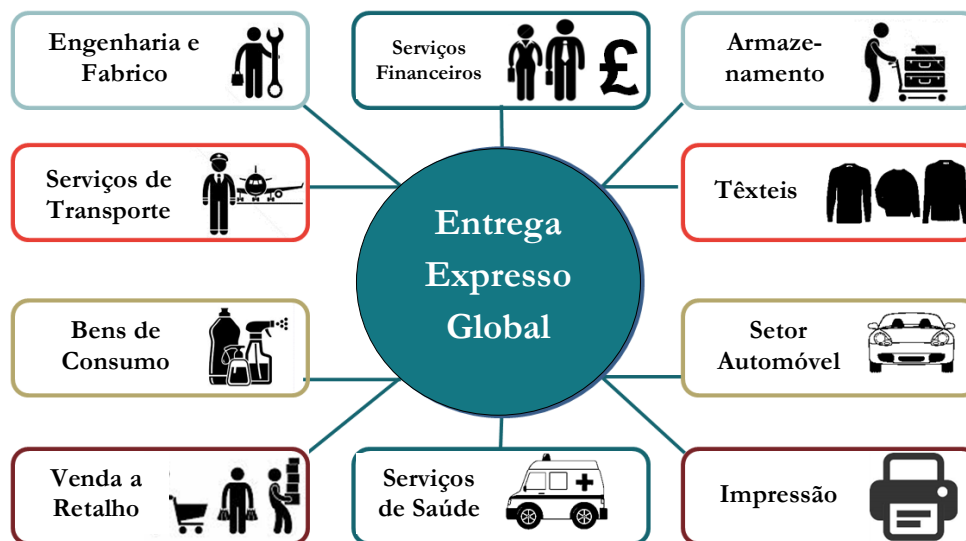 Engenharia e
Fabrico
Serviços
Financeiros
£
Armaze-
namento
Serviços de
Transporte
Têxteis
Entrega
Expresso
Global
Bens de
Consumo
Setor
Automóvel
Venda a
Retalho
Serviços
de Saúde
Impressão